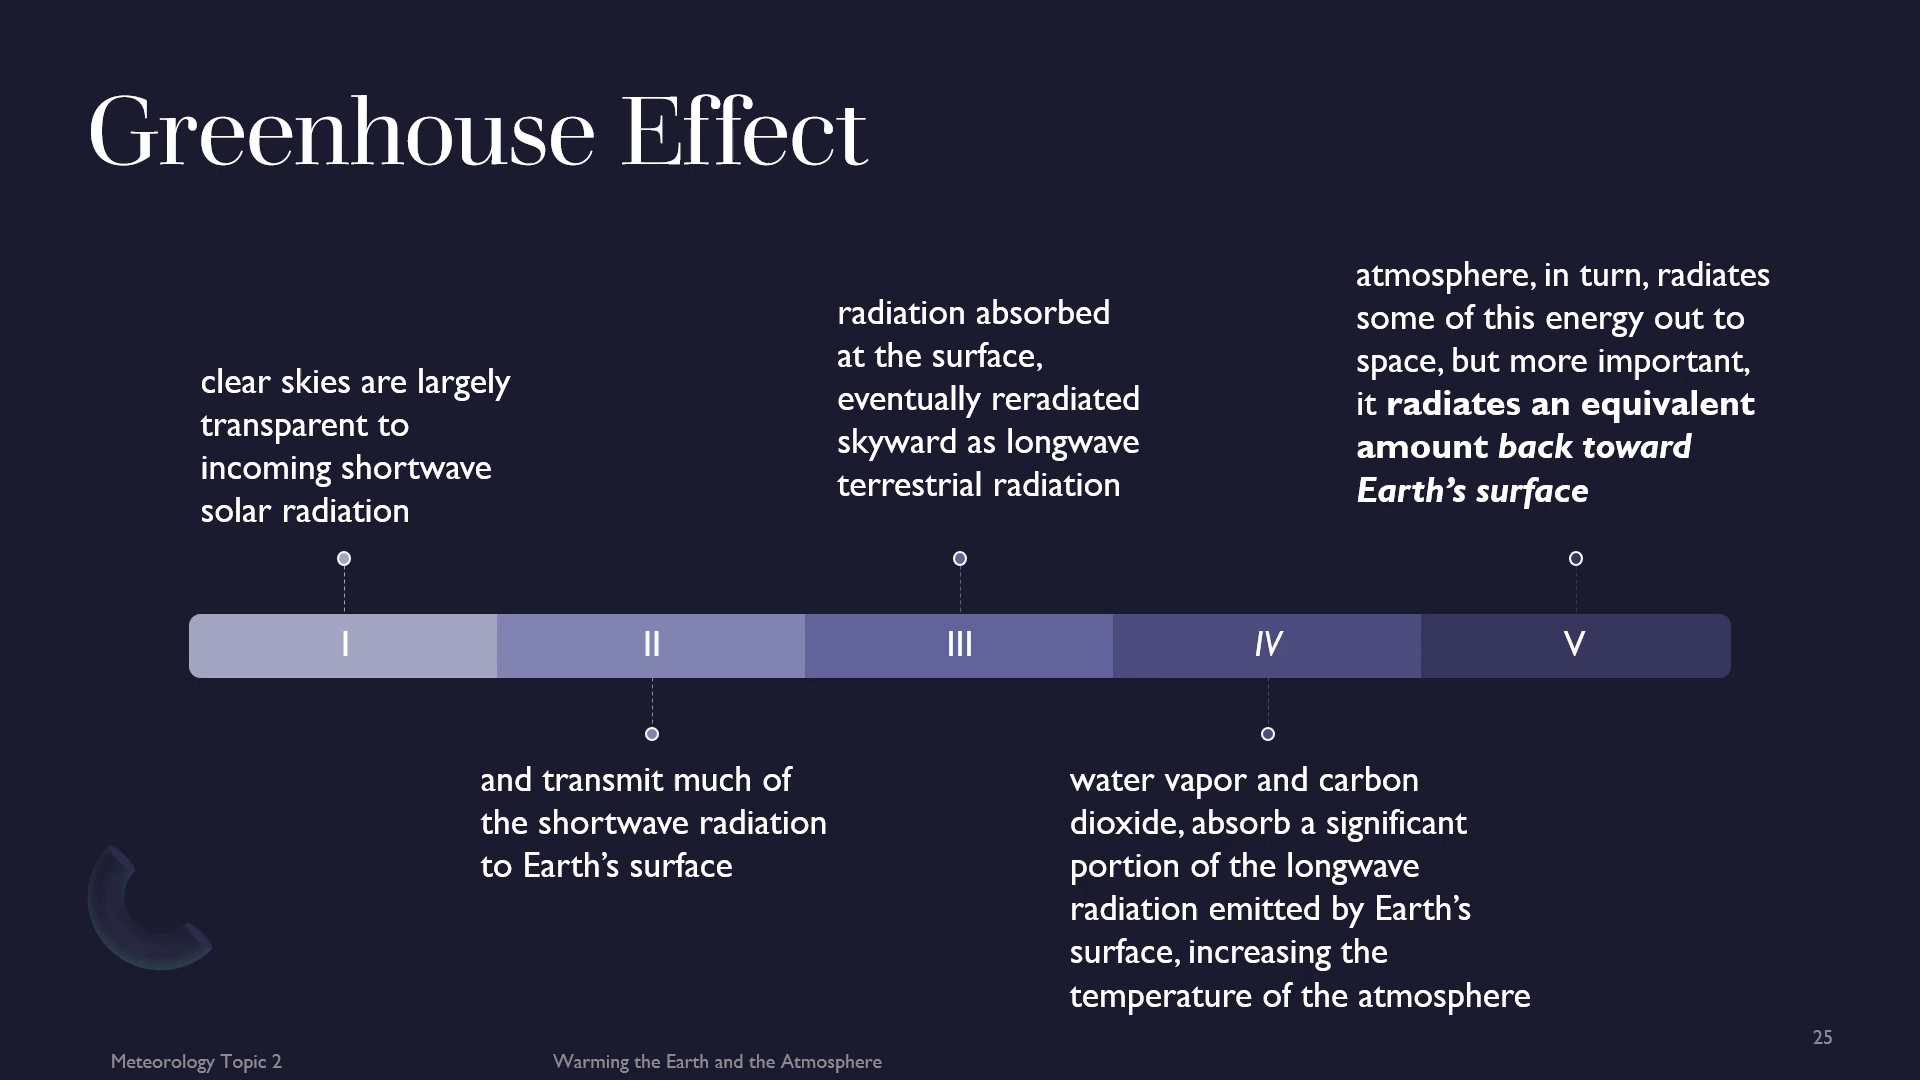 Greenhouse Effect
clear skies are largely
transparent to
incoming shortwave
solar radiation
radiation absorbed
at the surface,
eventually reradiated
skyward as longwave
terrestrial radiation
atmosphere, in turn, radiates
some of this energy out to
space, but more important,
it radiates an equivalent
amount back toward
Earth’s surface
I
II
III
IV
V
and transmit much of
the shortwave radiation
to Earth’s surface
water vapor and carbon
dioxide, absorb a significant
portion of the longwave
radiation emitted by Earth’s
surface, increasing the
temperature of the atmosphere
Meteorology Topic 2
Warming the Earth and the Atmosphere
25